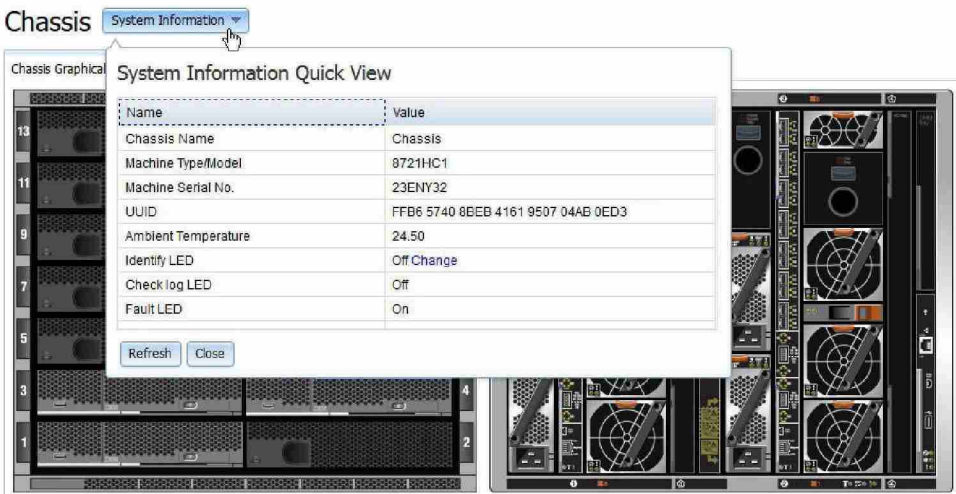 Chassis System Information
Chassis Graphical
System Information Quick View
Name Value
Chassis Name Chassis
Machine Type/Model 8721HC1
Machine Serial No. 23ENY32
UUID FFB6 5740 8BEB 4161 9507 04AB 0ED3
Ambient Temperature 24.50
Identify LED Off Change
Check log LED Off
Fault LED On
Refresh Close
13
11
9
7
5
3 4
1 2